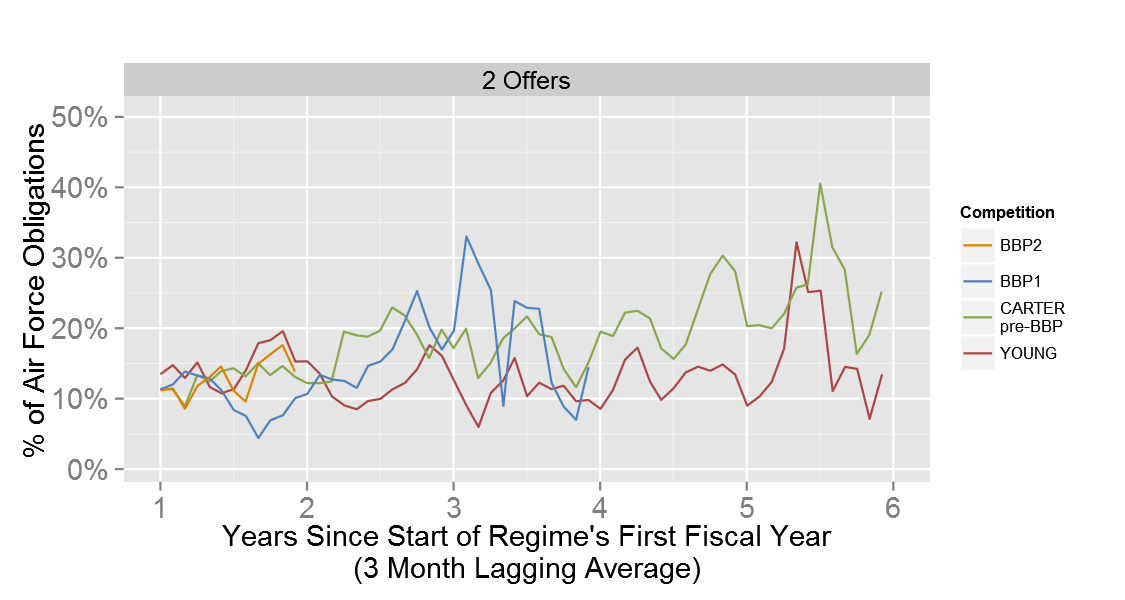 2 Offers
% of Air Force Obligations
50%
40%
30%
20%
10%
0%
1 2 3 4 5 6
Years Since Start of Regime's First Fiscal Year
(3 Month Lagging Average)
Competition
BBP2
BBP1
CARTER
pre-BBP
YOUNG